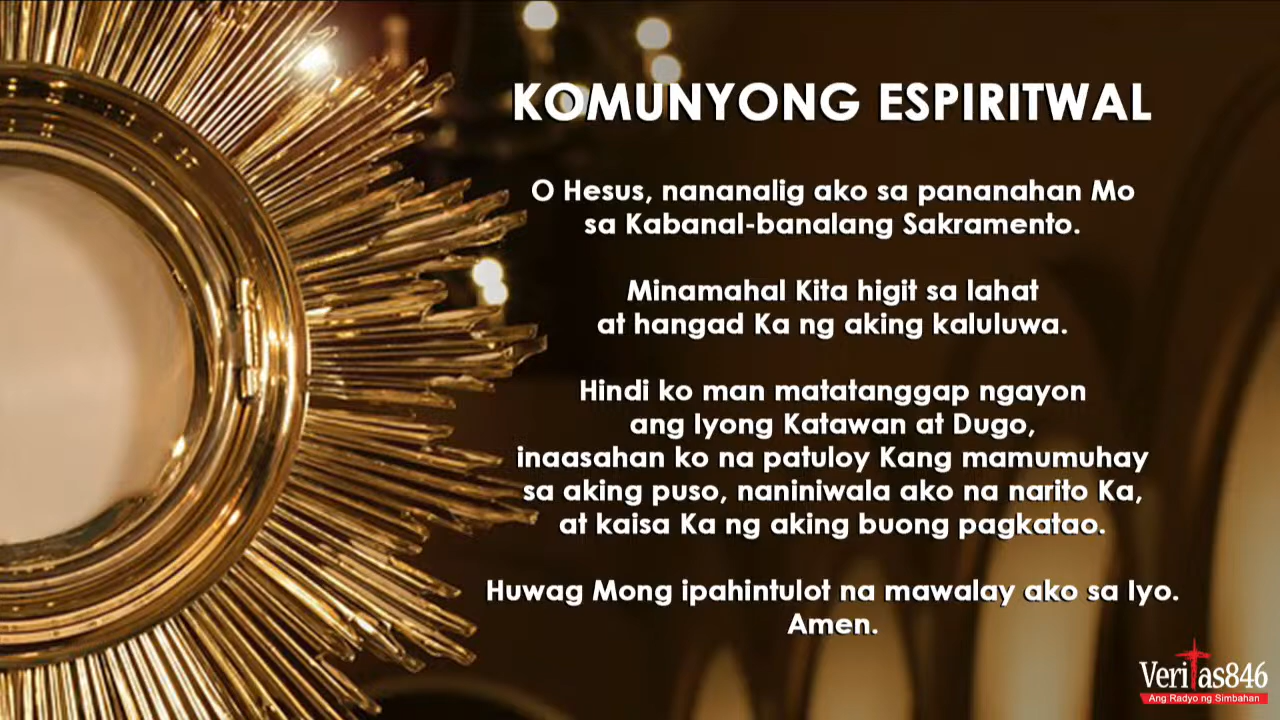 KOMUNYONG ESPIRITWAL
O Hesus, nananalig ako sa pananahan Mo
sa Kabanal-banalang Sakramento.
Minamahal Kita higit sa lahat
at hangad Ka ng aking kaluluwa.
Hindi ko man matatanggap ngayon
ang Iyong Katawan at Dugo,
inaasahan ko na patuloy Kang mamumuhay
sa aking puso, naniniwala ako na narito Ka,
at kaisa Ka ng aking buong pagkatao.
Huwag Mong ipahintulot na mawalay ako sa Iyo.
Amen.
Veritas846
Ang Radyo ng Simbahan